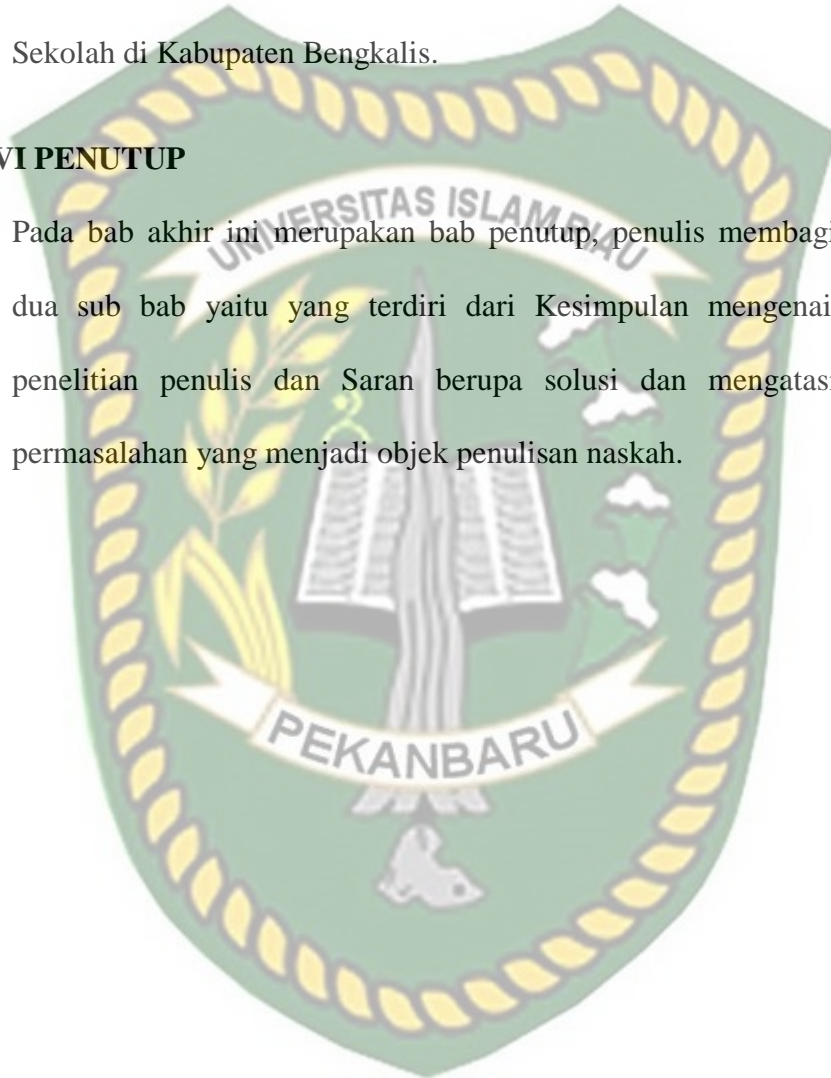 Sekolah di Kabupaten Bengkalis.
VI PENUTUP
UNIVERSITAS ISLAM RIAU
Pada bab akhir ini merupakan bab penutup, penulis membagi
dua sub bab yaitu yang terdiri dari Kesimpulan mengenai
penelitian penulis dan Saran berupa solusi dan mengatasi
permasalahan yang menjadi objek penulisan naskah.
PEKANBARU